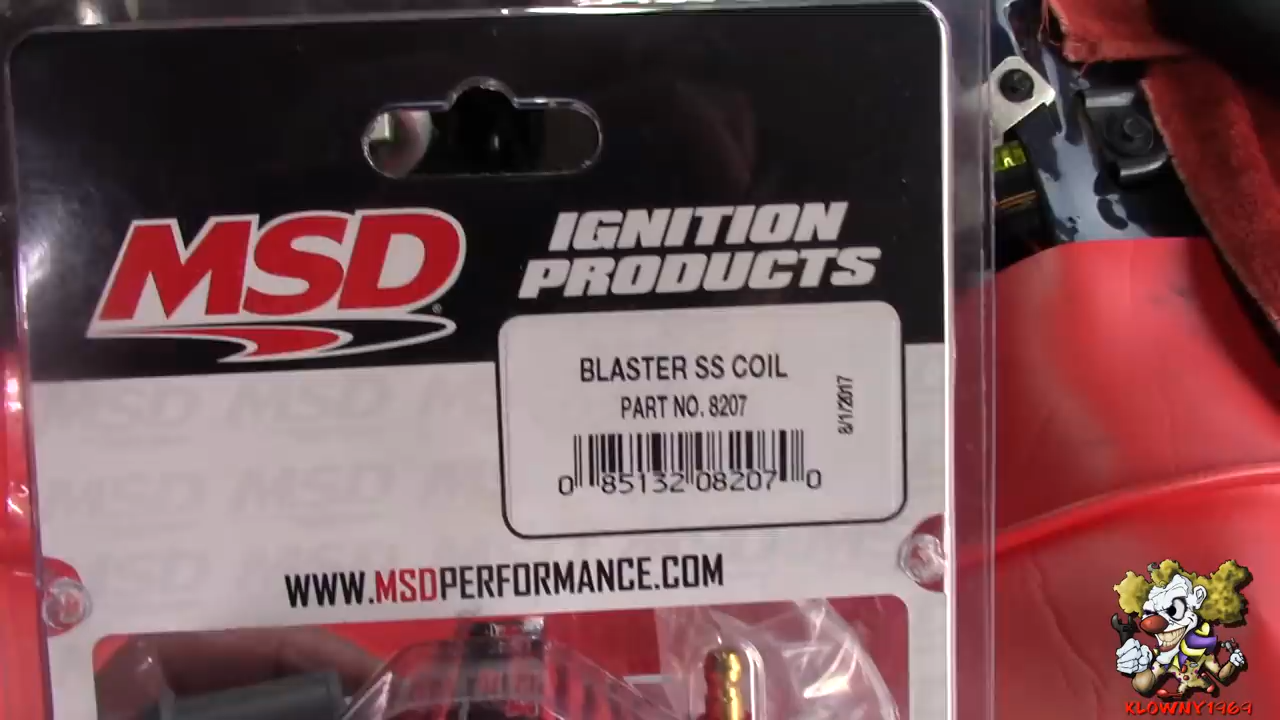 MSD®
IGNITION
PRODUCTS
BLASTER SS COIL
PART NO. 8207
8/1/2017
0 85132 08207 0
WWW.MSDPERFORMANCE.COM
KLOWNY1969